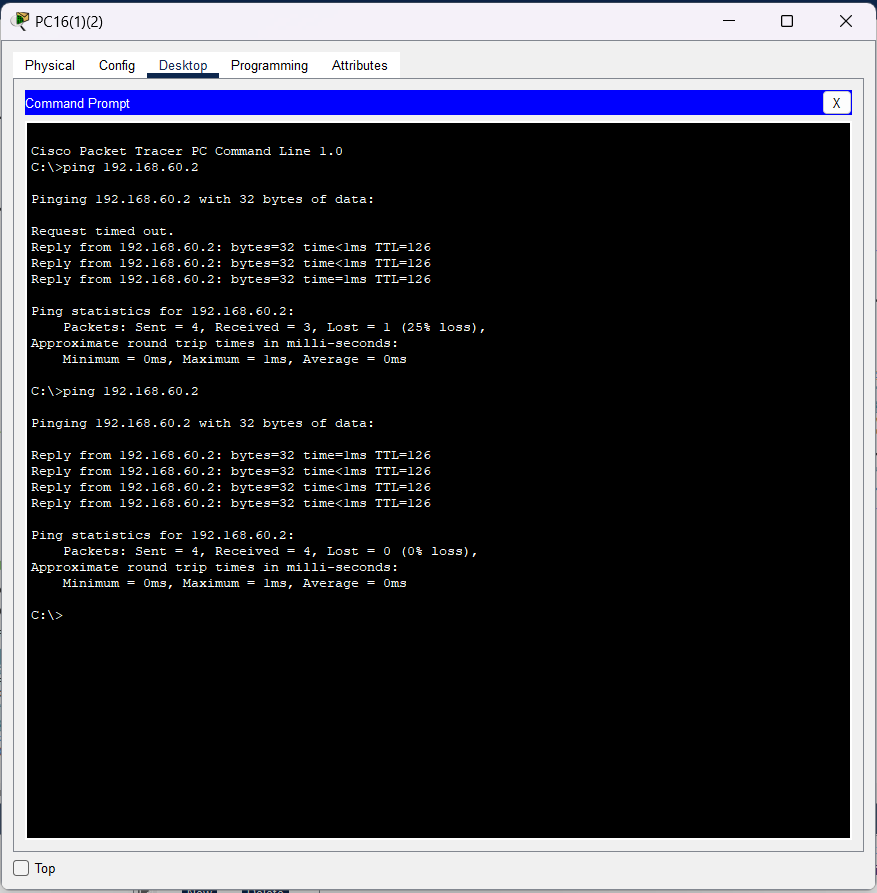 PC16(1)(2)
Physical Config Desktop Programming Attributes
Command Prompt X
Cisco Packet Tracer PC Command Line 1.0
C:\>ping 192.168.60.2
Pinging 192.168.60.2 with 32 bytes of data:
Request timed out.
Reply from 192.168.60.2: bytes=32 time<1ms TTL=126
Reply from 192.168.60.2: bytes=32 time<1ms TTL=126
Reply from 192.168.60.2: bytes=32 time=1ms TTL=126
Ping statistics for 192.168.60.2:
Packets: Sent = 4, Received = 3, Lost = 1 (25% loss),
Approximate round trip times in milli-seconds:
Minimum = 0ms, Maximum = 1ms, Average = 0ms
C:\>ping 192.168.60.2
Pinging 192.168.60.2 with 32 bytes of data:
Reply from 192.168.60.2: bytes=32 time=1ms TTL=126
Reply from 192.168.60.2: bytes=32 time<1ms TTL=126
Reply from 192.168.60.2: bytes=32 time<1ms TTL=126
Reply from 192.168.60.2: bytes=32 time<1ms TTL=126
Ping statistics for 192.168.60.2:
Packets: Sent = 4, Received = 4, Lost = 0 (0% loss),
Approximate round trip times in milli-seconds:
Minimum = 0ms, Maximum = 1ms, Average = 0ms
C:\>
Top